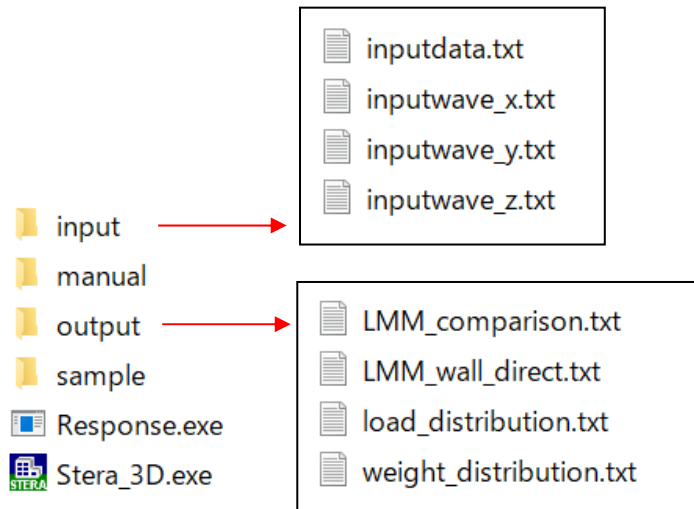 inputdata.txt
inputwave_x.txt
inputwave_y.txt
inputwave_z.txt
input
manual
output
sample
Response.exe
STERA
Stera_3D.exe
LMM_comparison.txt
LMM_wall_direct.txt
load_distribution.txt
weight_distribution.txt